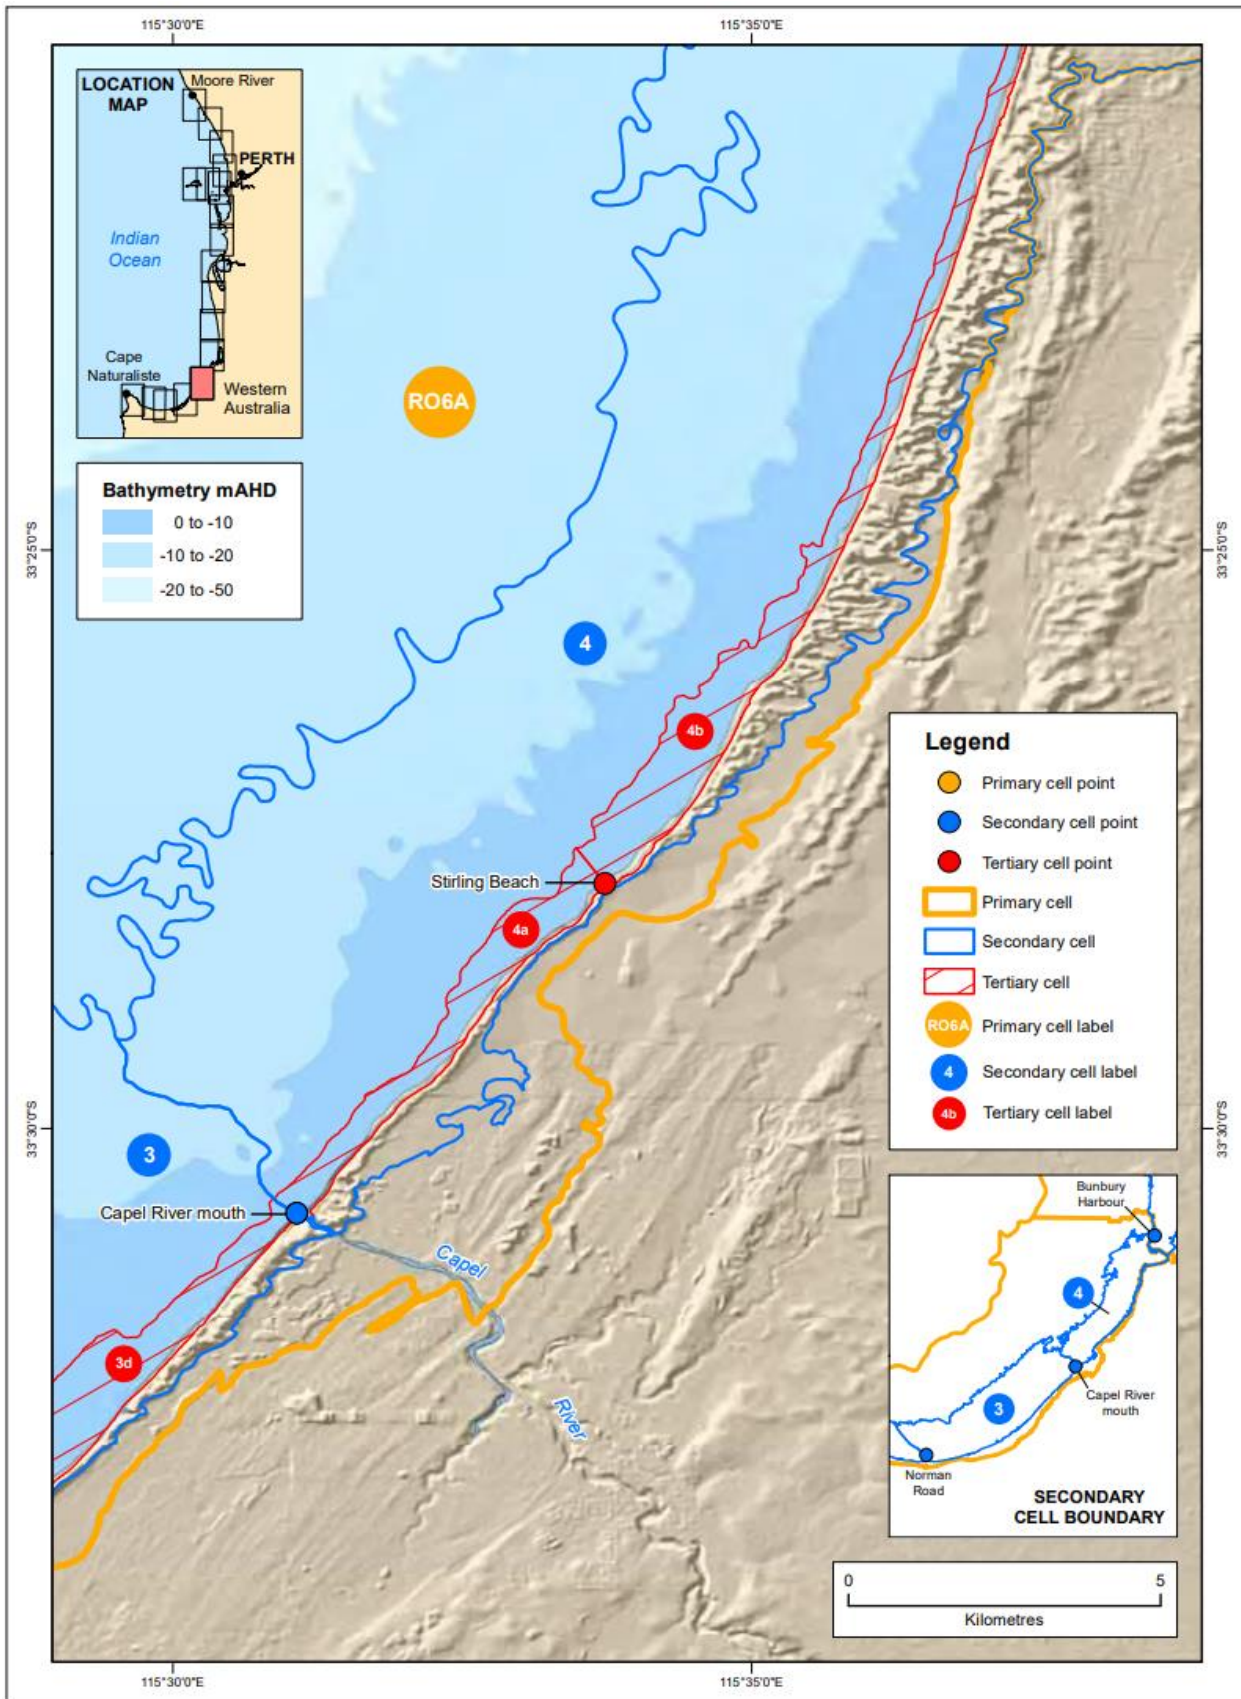 115°30'0"E
115°35'0"E
LOCATION
MAP
Moore River
PERTH
Indian
Ocean
Cape
Naturaliste
Western
Australia
RO6A
Bathymetry mAHD
0 to -10
-10 to -20
-20 to -50
33°25'0"S
33°25'0"S
4
4b
Legend
Primary cell point
Secondary cell point
Tertiary cell point
Primary cell
Secondary cell
Tertiary cell
RO6A
Primary cell label
4
Secondary cell label
4b
Tertiary cell label
Stirling Beach
4a
33°30'0"S
33°30'0"S
3
Capel River mouth
Capel
River
3d
Bunbury
Harbour
4
Capel River
mouth
3
Norman
Road
SECONDARY
CELL BOUNDARY
0
5
Kilometres
115°30'0"E
115°35'0"E